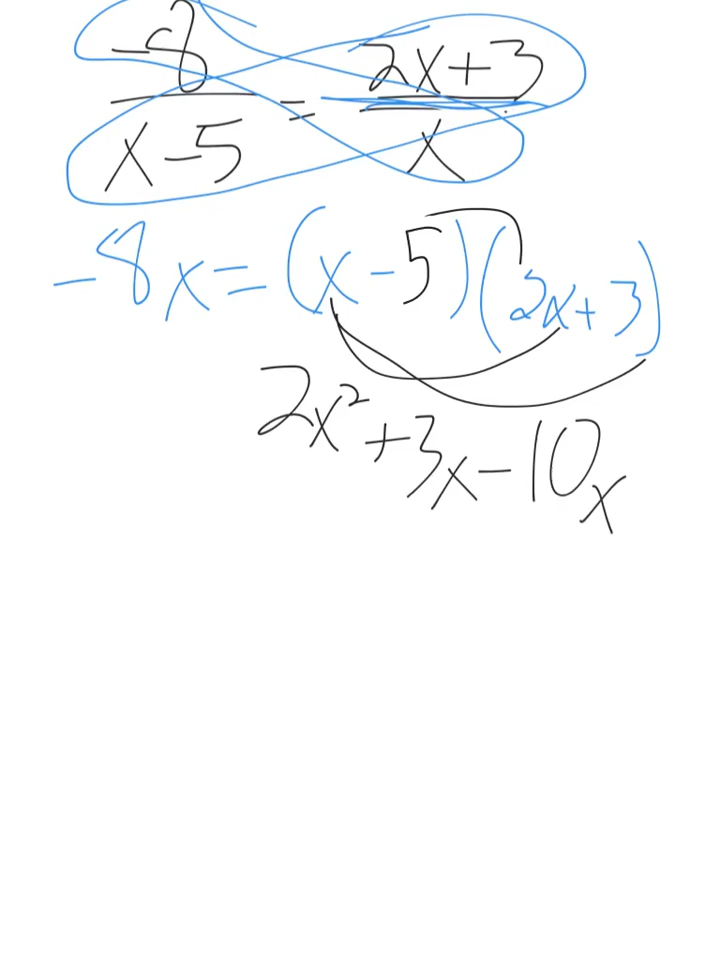 -8/x-5 = 2x+3/x
-8x=(x-5)(2x+3)
2x²+3x-10x